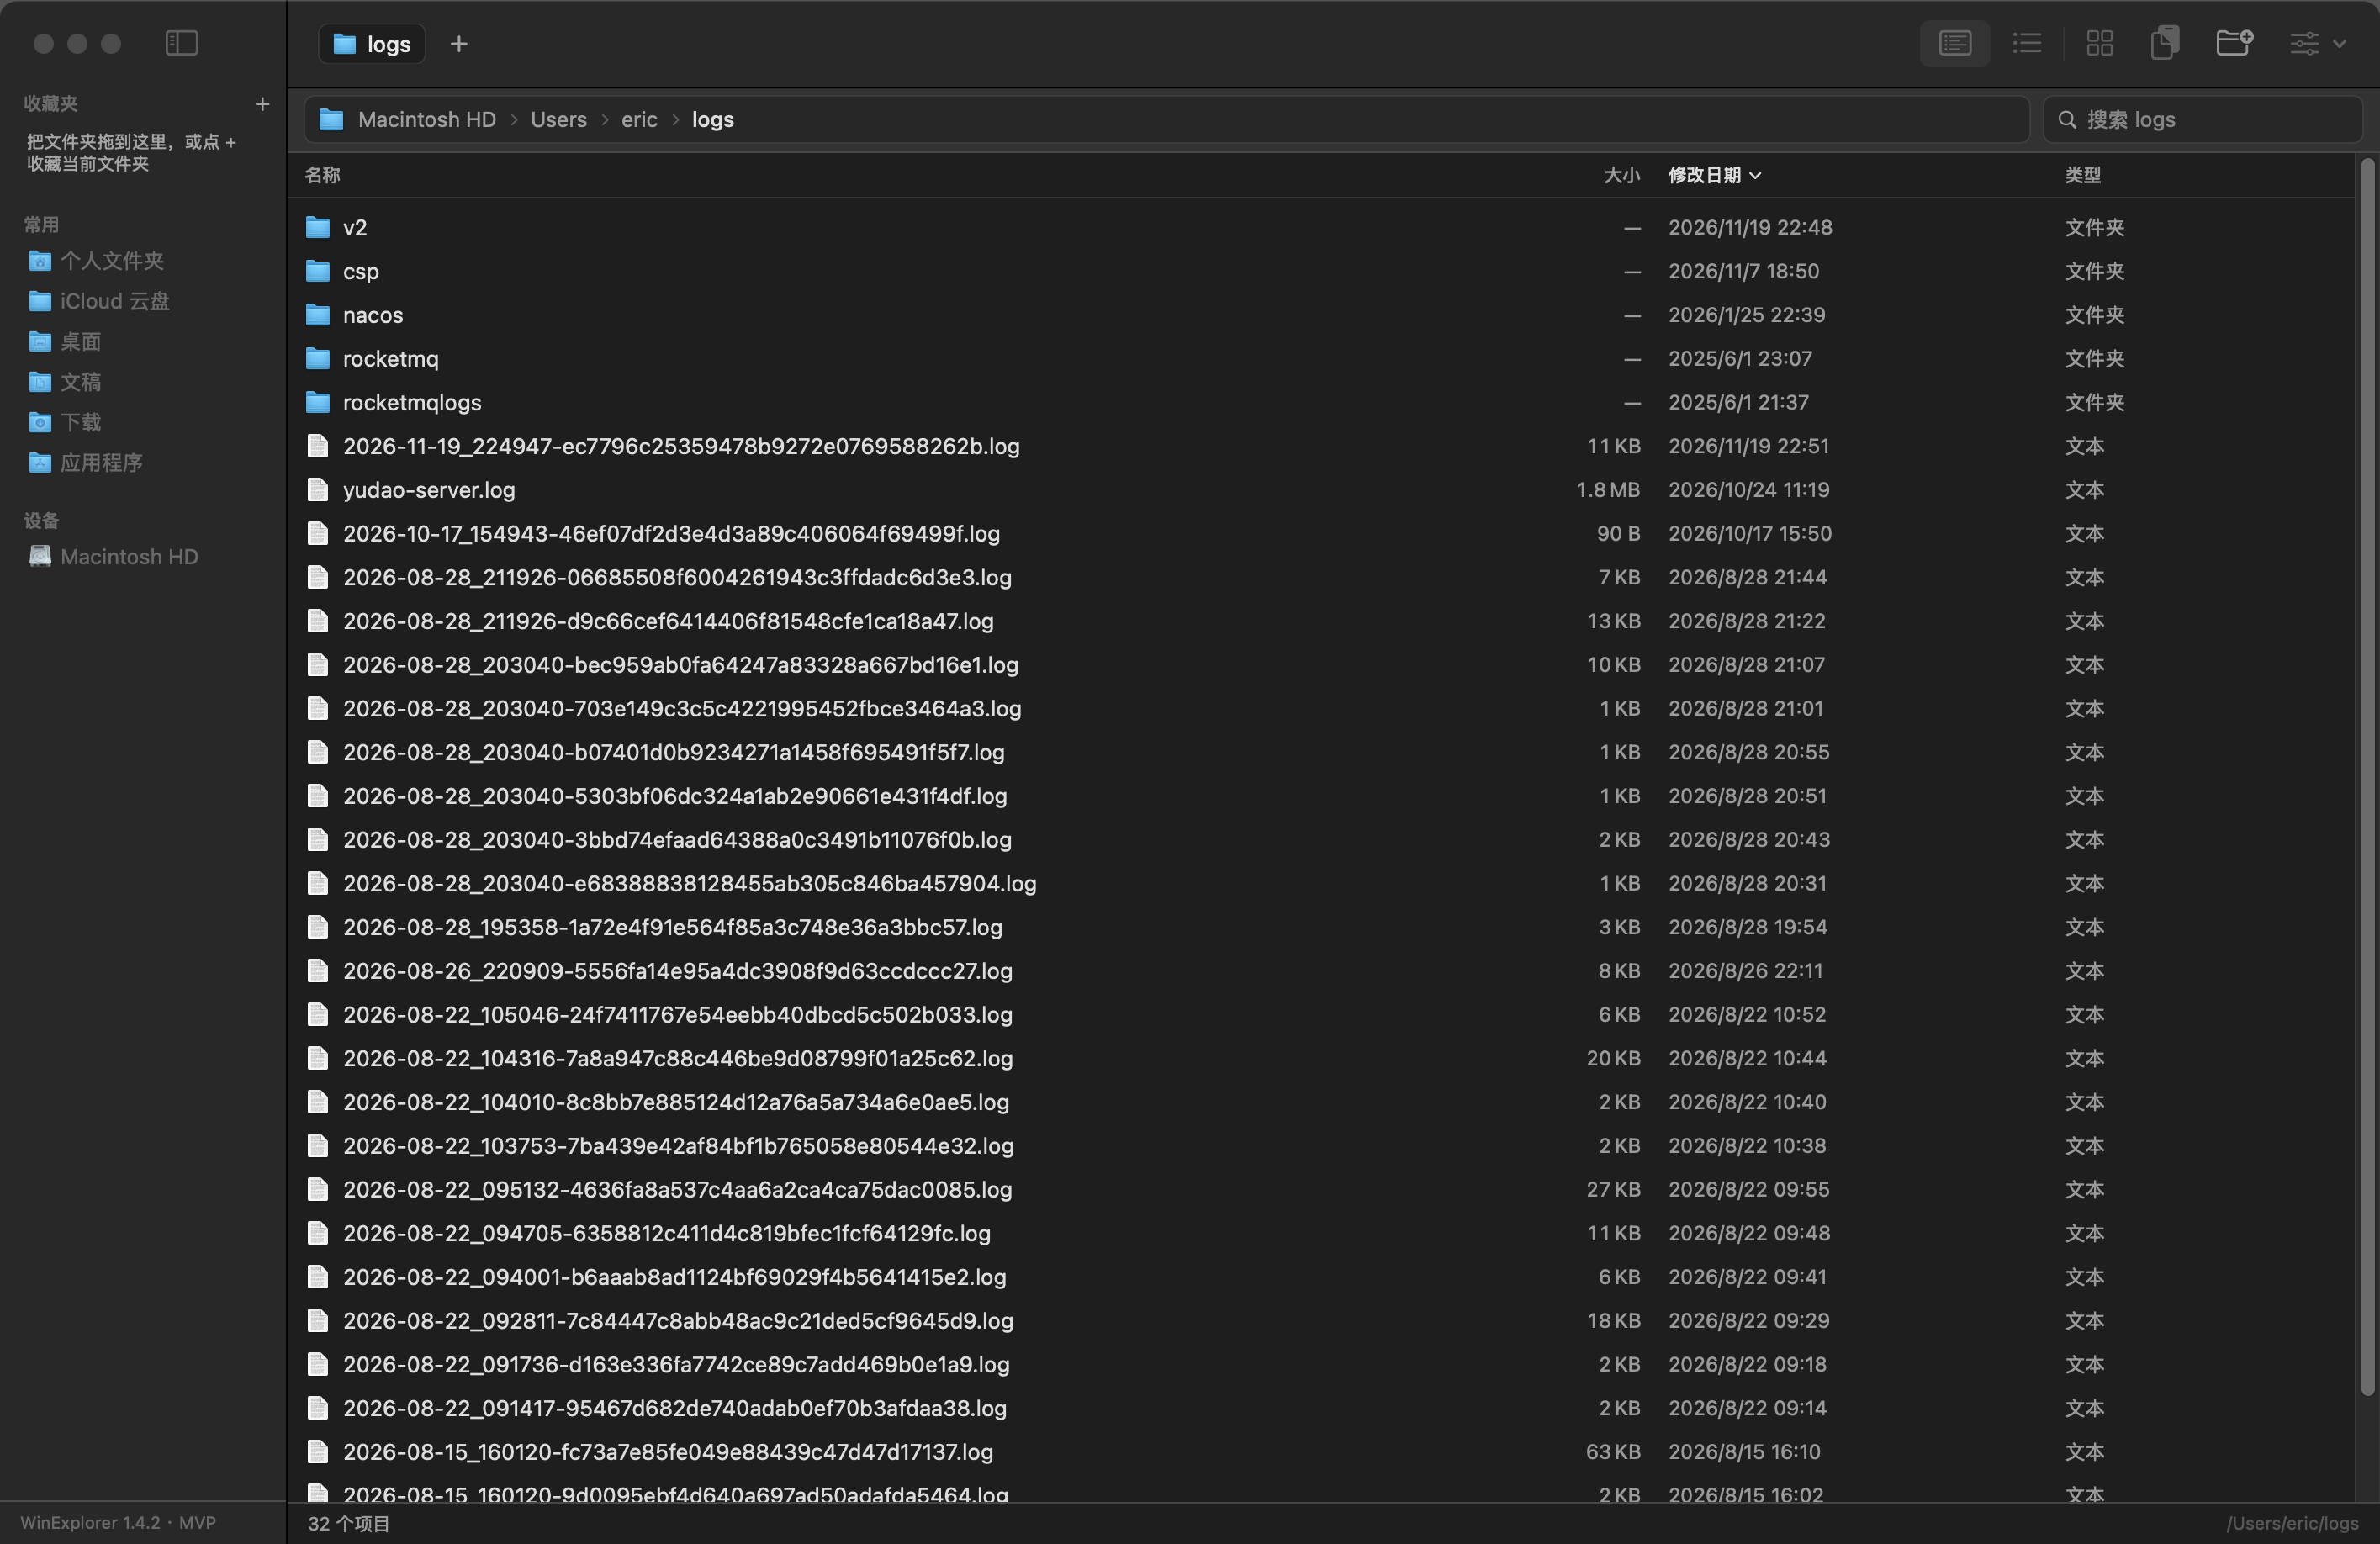 logs
收藏夹
把文件夹拖到这里，或点 +
收藏当前文件夹
常用
个人文件夹
iCloud 云盘
桌面
文稿
下载
应用程序
设备
Macintosh HD
WinExplorer 1.4.2 · MVP
Macintosh HD › Users › eric › logs
搜索 logs
名称 大小 修改日期 类型
v2 — 2026/11/19 22:48 文件夹
csp — 2026/11/7 18:50 文件夹
nacos — 2026/1/25 22:39 文件夹
rocketmq — 2025/6/1 23:07 文件夹
rocketmqlogs — 2025/6/1 21:37 文件夹
2026-11-19_224947-ec7796c25359478b9272e0769588262b.log 11 KB 2026/11/19 22:51 文本
yudao-server.log 1.8 MB 2026/10/24 11:19 文本
2026-10-17_154943-46ef07df2d3e4d3a89c406064f69499f.log 90 B 2026/10/17 15:50 文本
2026-08-28_211926-06685508f6004261943c3ffdadc6d3e3.log 7 KB 2026/8/28 21:44 文本
2026-08-28_211926-d9c66cef6414406f81548cfe1ca18a47.log 13 KB 2026/8/28 21:22 文本
2026-08-28_203040-bec959ab0fa64247a83328a667bd16e1.log 10 KB 2026/8/28 21:07 文本
2026-08-28_203040-703e149c3c5c4221995452fbce3464a3.log 1 KB 2026/8/28 21:01 文本
2026-08-28_203040-b07401d0b9234271a1458f695491f5f7.log 1 KB 2026/8/28 20:55 文本
2026-08-28_203040-5303bf06dc324a1ab2e90661e431f4df.log 1 KB 2026/8/28 20:51 文本
2026-08-28_203040-3bbd74efaad64388a0c3491b11076f0b.log 2 KB 2026/8/28 20:43 文本
2026-08-28_203040-e68388838128455ab305c846ba457904.log 1 KB 2026/8/28 20:31 文本
2026-08-28_195358-1a72e4f91e564f85a3c748e36a3bbc57.log 3 KB 2026/8/28 19:54 文本
2026-08-26_220909-5556fa14e95a4dc3908f9d63ccdccc27.log 8 KB 2026/8/26 22:11 文本
2026-08-22_105046-24f7411767e54eebb40dbcd5c502b033.log 6 KB 2026/8/22 10:52 文本
2026-08-22_104316-7a8a947c88c446be9d08799f01a25c62.log 20 KB 2026/8/22 10:44 文本
2026-08-22_104010-8c8bb7e885124d12a76a5a734a6e0ae5.log 2 KB 2026/8/22 10:40 文本
2026-08-22_103753-7ba439e42af84bf1b765058e80544e32.log 2 KB 2026/8/22 10:38 文本
2026-08-22_095132-4636fa8a537c4aa6a2ca4ca75dac0085.log 27 KB 2026/8/22 09:55 文本
2026-08-22_094705-6358812c411d4c819bfec1fcf64129fc.log 11 KB 2026/8/22 09:48 文本
2026-08-22_094001-b6aaab8ad1124bf69029f4b5641415e2.log 6 KB 2026/8/22 09:41 文本
2026-08-22_092811-7c84447c8abb48ac9c21ded5cf9645d9.log 18 KB 2026/8/22 09:29 文本
2026-08-22_091736-d163e336fa7742ce89c7add469b0e1a9.log 2 KB 2026/8/22 09:18 文本
2026-08-22_091417-95467d682de740adab0ef70b3afdaa38.log 2 KB 2026/8/22 09:14 文本
2026-08-15_160120-fc73a7e85fe049e88439c47d47d17137.log 63 KB 2026/8/15 16:10 文本
2026-08-15_160120-9d0095ebf4d640a697ad50adafda5464.log 2 KB 2026/8/15 16:02 文本
32 个项目
/Users/eric/logs